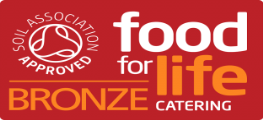 SOIL ASSOCIATION
APPROVED
food
for life
BRONZE CATERING